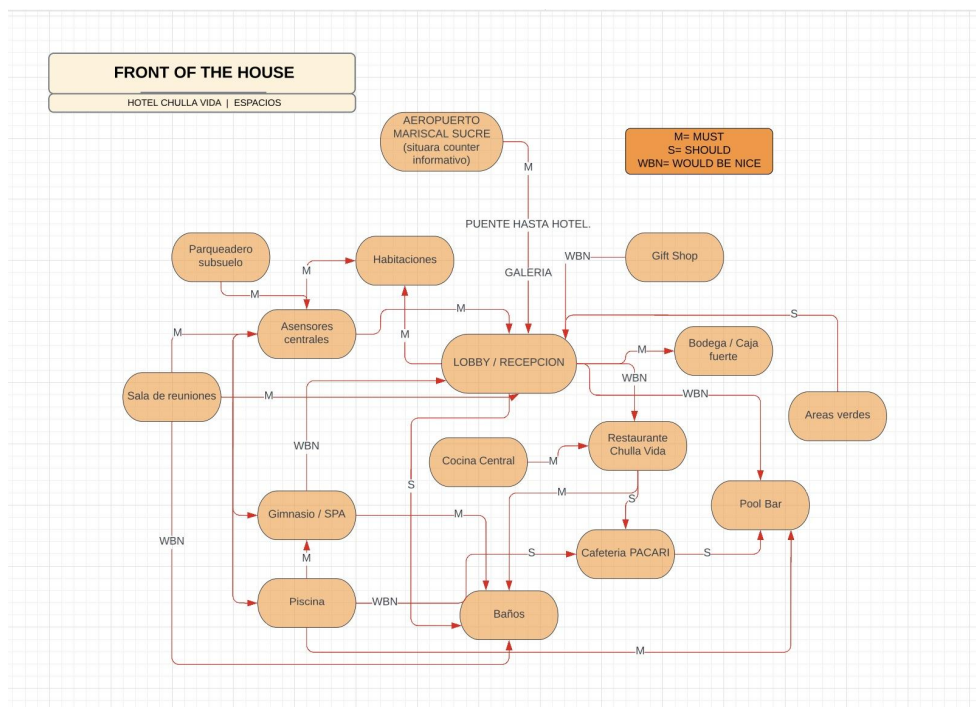 FRONT OF THE HOUSE
HOTEL CHULLA VIDA | ESPACIOS
AEROPUERTO
MARISCAL SUCRE
(situara counter
informativo)
M= MUST
S= SHOULD
WBN= WOULD BE NICE
M
PUENTE HASTA HOTEL.
Parqueadero
subsuelo
Habitaciones
WBN
Gift Shop
M
GALERIA
M
M
S
Asensores
centrales
M
M
LOBBY / RECEPCION
M
Bodega / Caja
fuerte
WBN
Sala de reuniones
M
WBN
Areas verdes
WBN
Restaurante
Chulla Vida
Cocina Central
M
S
M
S
Gimnasio / SPA
M
Pool Bar
WBN
M
S
Cafeteria PACARI
S
Piscina
WBN
Baños
M